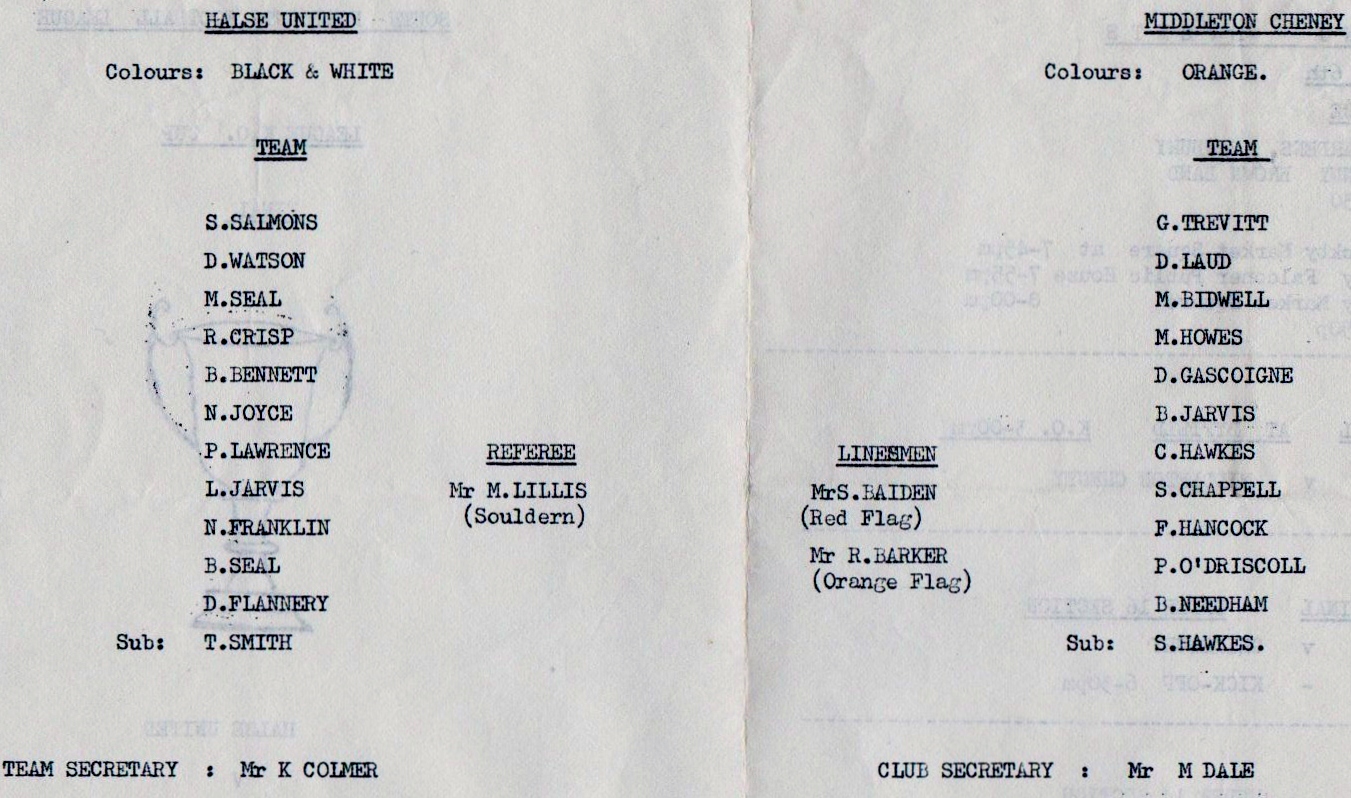 HALSE UNITED
Colours: BLACK & WHITE
TEAM
S.SALMONS
D.WATSON
M.SEAL
R.CRISP
B.BENNETT
N.JOYCE
P.LAWRENCE
L.JARVIS
N.FRANKLIN
B.SEAL
D.FLANNERY
Sub: T.SMITH
TEAM SECRETARY : Mr K COLMER
REFEREE
Mr M.LILLIS
(Souldern)
LINESMEN
MrS.BAIDEN
(Red Flag)
Mr R.BARKER
(Orange Flag)
MIDDLETON CHENEY
Colours: ORANGE.
TEAM
G.TREVITT
D.LAUD
M.BIDWELL
M.HOWES
D.GASCOIGNE
B.JARVIS
C.HAWKES
S.CHAPPELL
F.HANCOCK
P.O'DRISCOLL
B.NEEDHAM
Sub: S.HAWKES.
CLUB SECRETARY : Mr M DALE